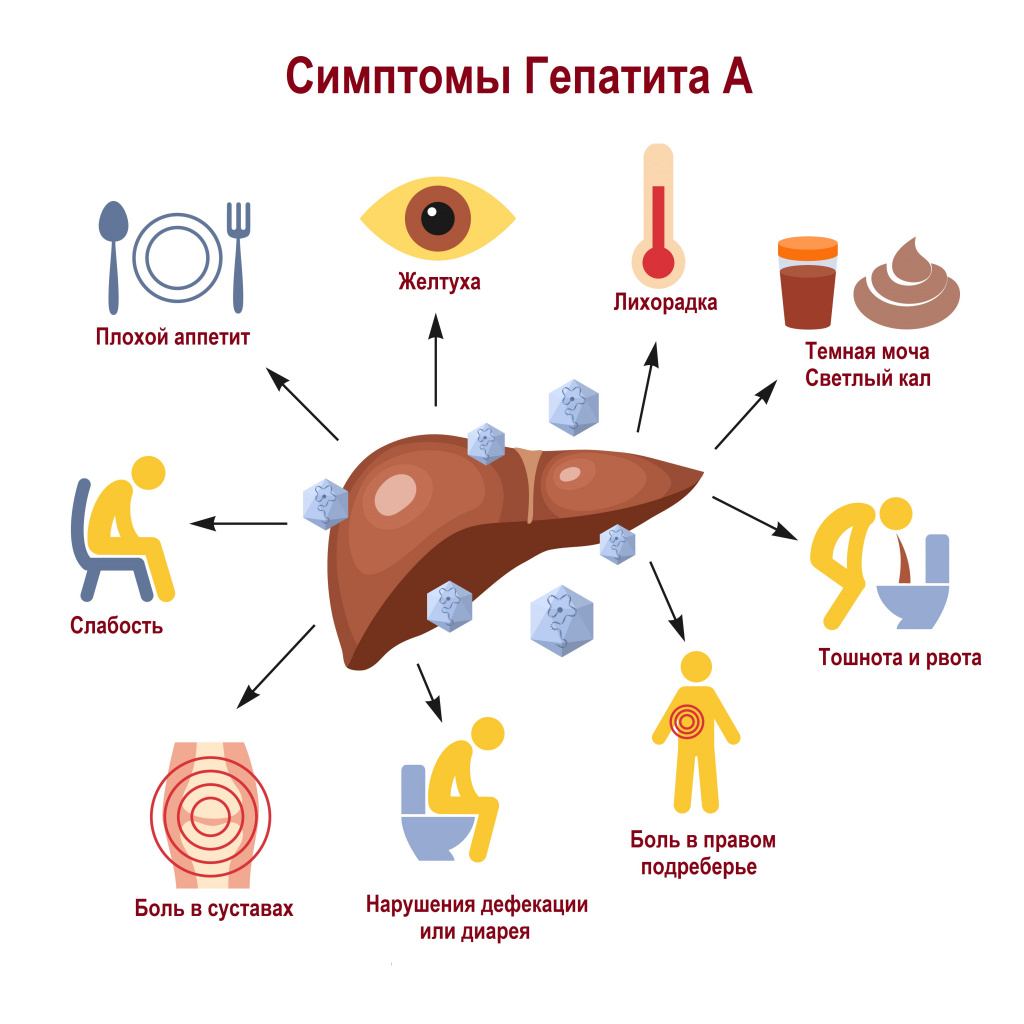 Симптомы Гепатита А
Плохой аппетит
Желтуха
Лихорадка
Темная моча
Светлый кал
Слабость
Тошнота и рвота
Боль в суставах
Нарушения дефекации
или диарея
Боль в правом
подреберье